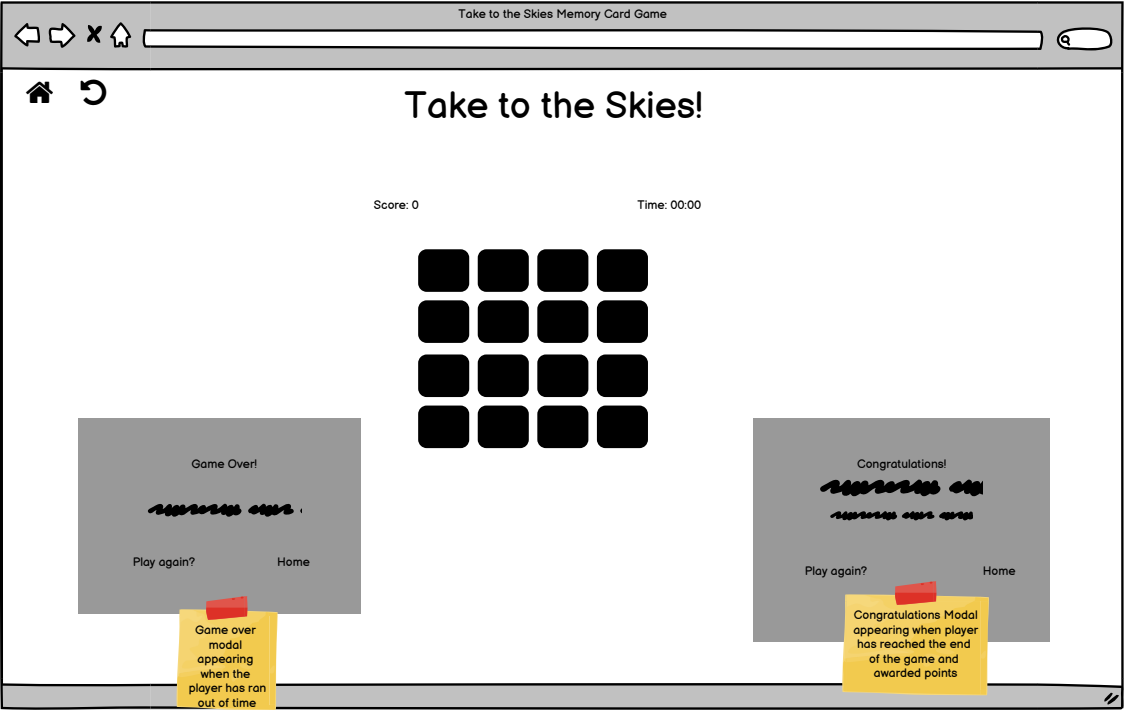 Take to the Skies Memory Card Game
Take to the Skies!
Score: 0
Time: 00:00
Game Over!
Play again?
Home
Game over
modal
appearing
when the
player has ran
out of time
Congratulations!
Play again?
Home
Congratulations Modal
appearing when player
has reached the end
of the game and
awarded points